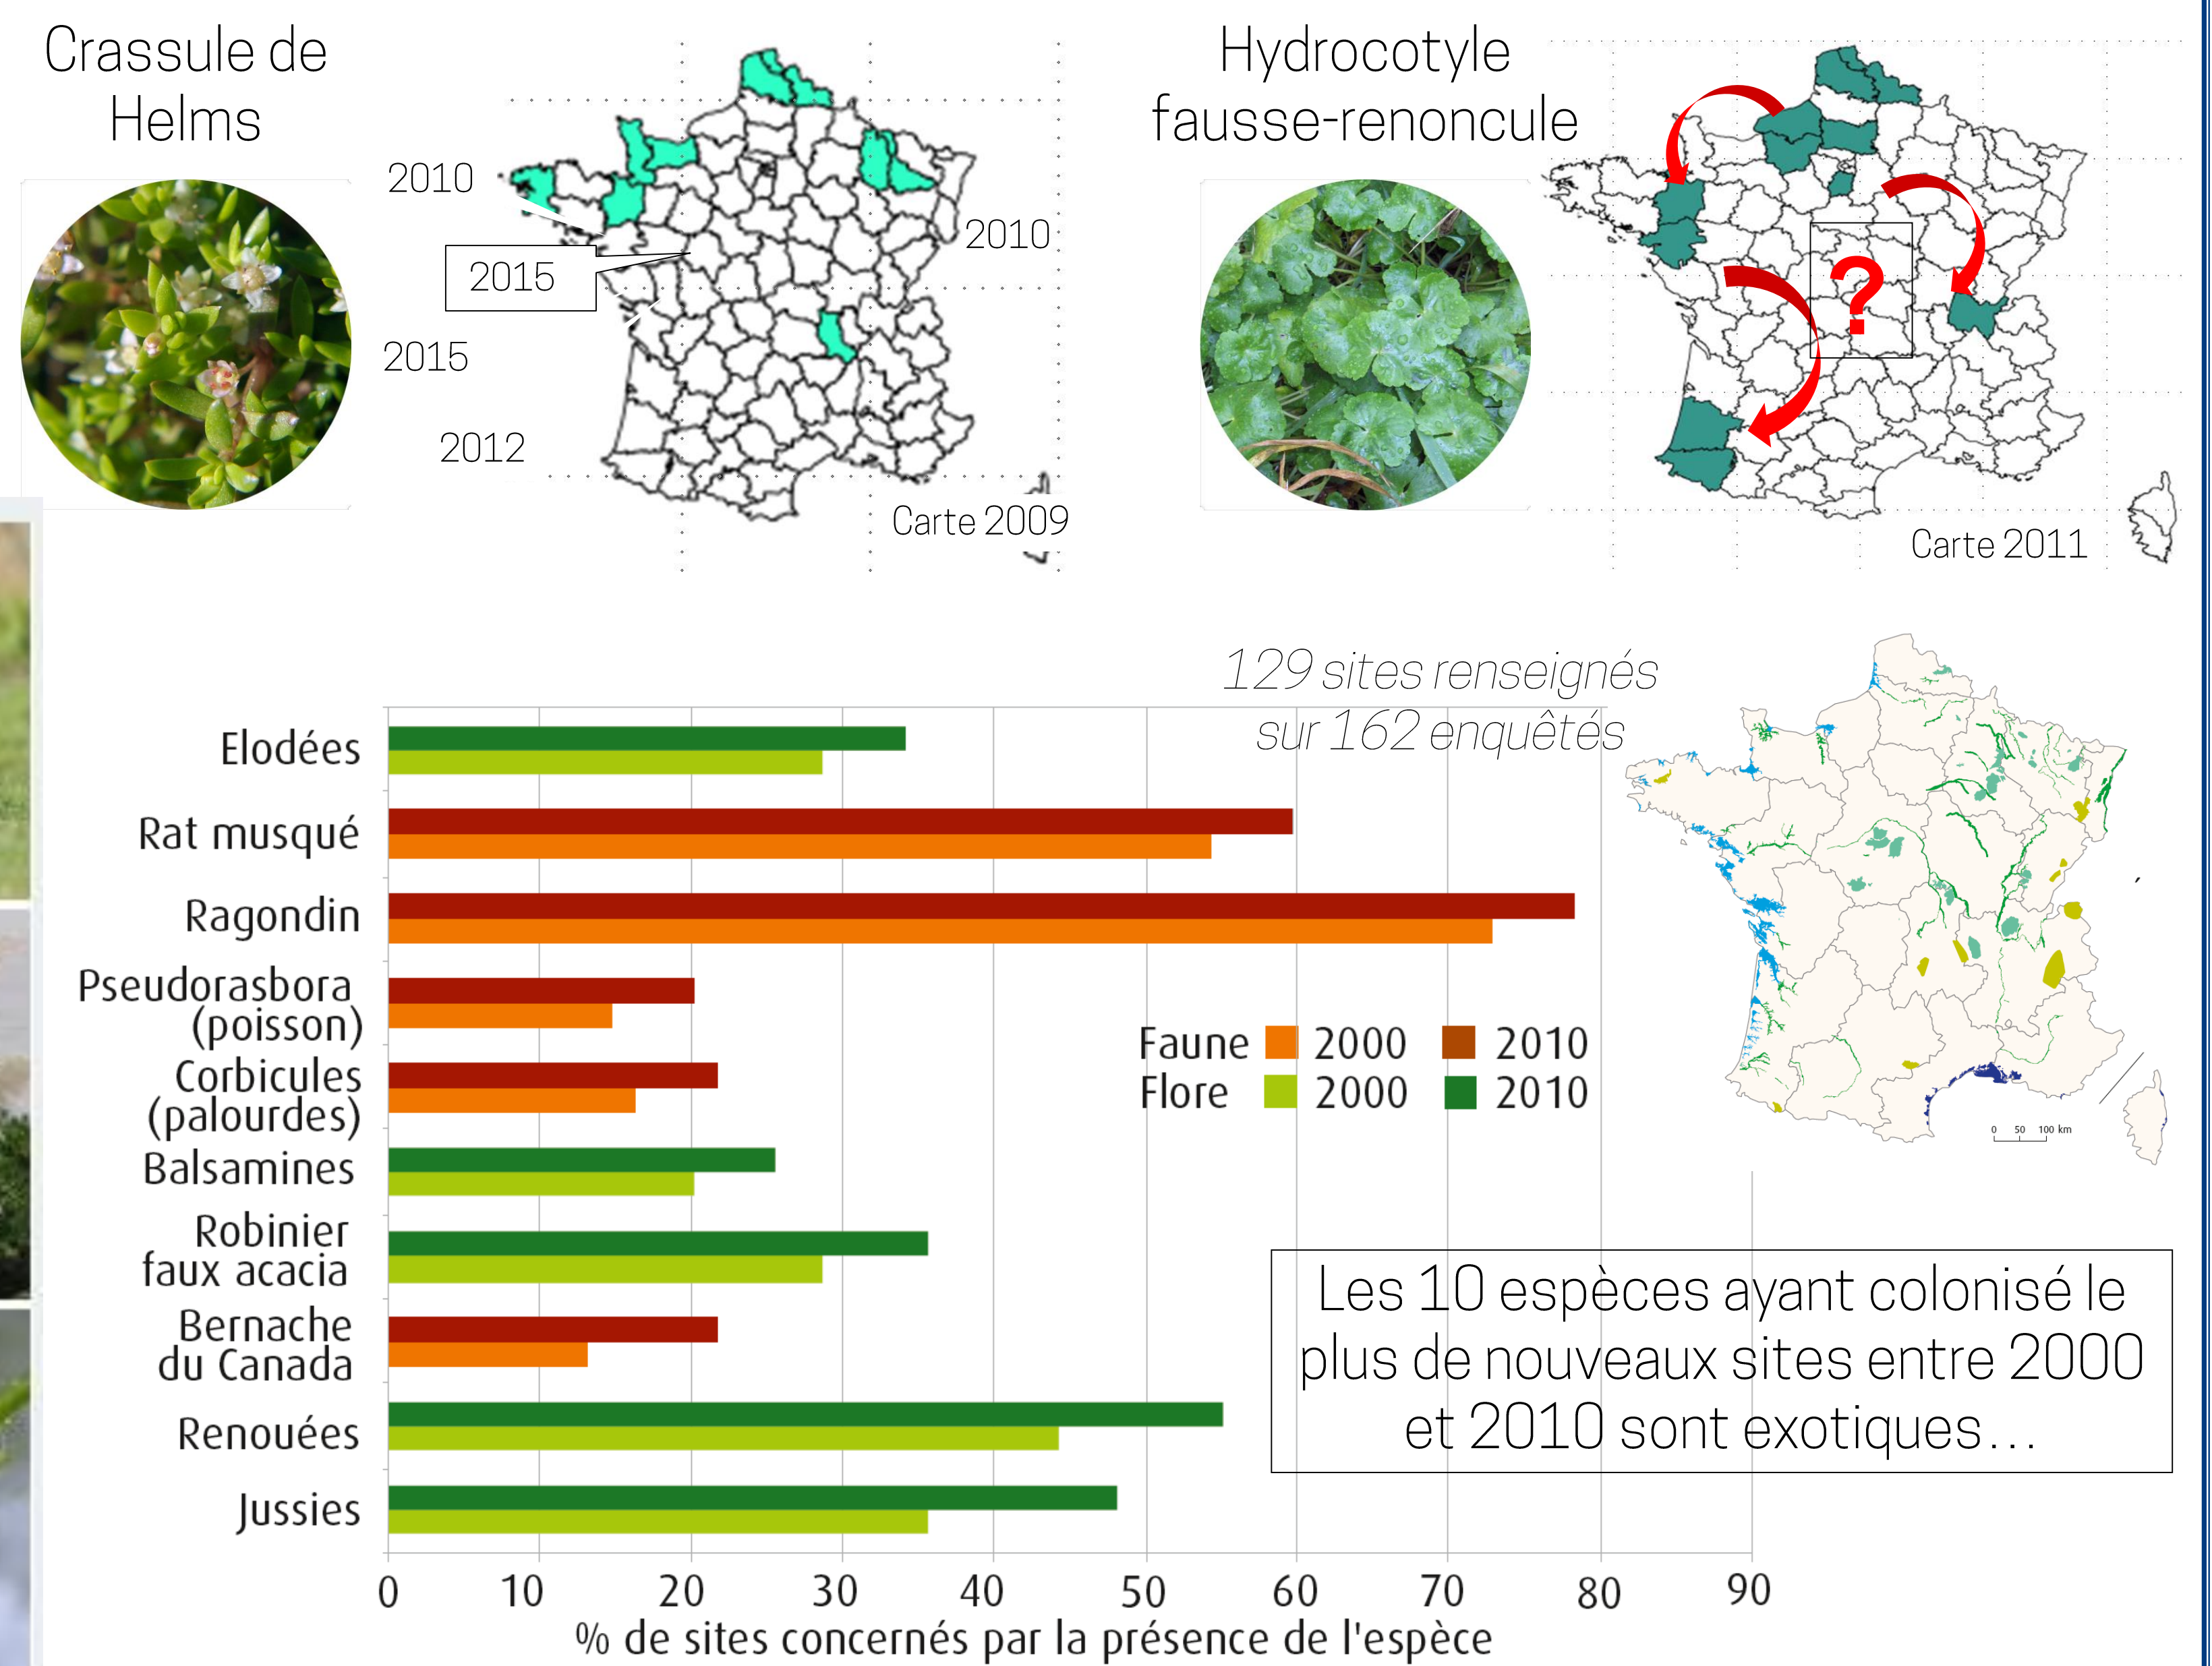 Crassule de
Helms
2010
2015
2010
2015
2012
Carte 2009
Hydrocotyle
fausse-renoncule
?
Carte 2011
129 sites renseignés
sur 162 enquêtés
Elodées
Rat musqué
Ragondin
Pseudorasbora
(poisson)
Corbicules
(palourdes)
Balsamines
Robinier
faux acacia
Bernache
du Canada
Renouées
Jussies
Faune 2000 2010
Flore 2000 2010
0 50 100 km
Les 10 espèces ayant colonisé le
plus de nouveaux sites entre 2000
et 2010 sont exotiques...
0 10 20 30 40 50 60 70 80 90
% de sites concernés par la présence de l'espèce